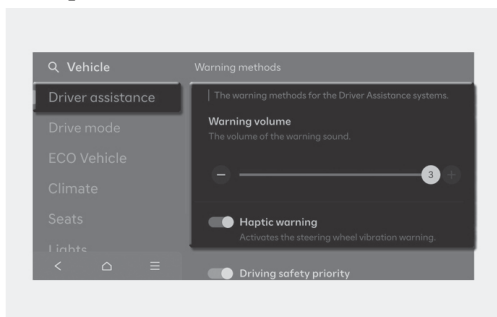 Vehicle
Warning methods
Driver assistance
The warning methods for the Driver Assistance systems.
Drive mode
Warning volume
The volume of the warning sound.
ECO Vehicle
3
Climate
Seats
Haptic warning
Activates the steering wheel vibration warning.
Lights
Driving safety priority